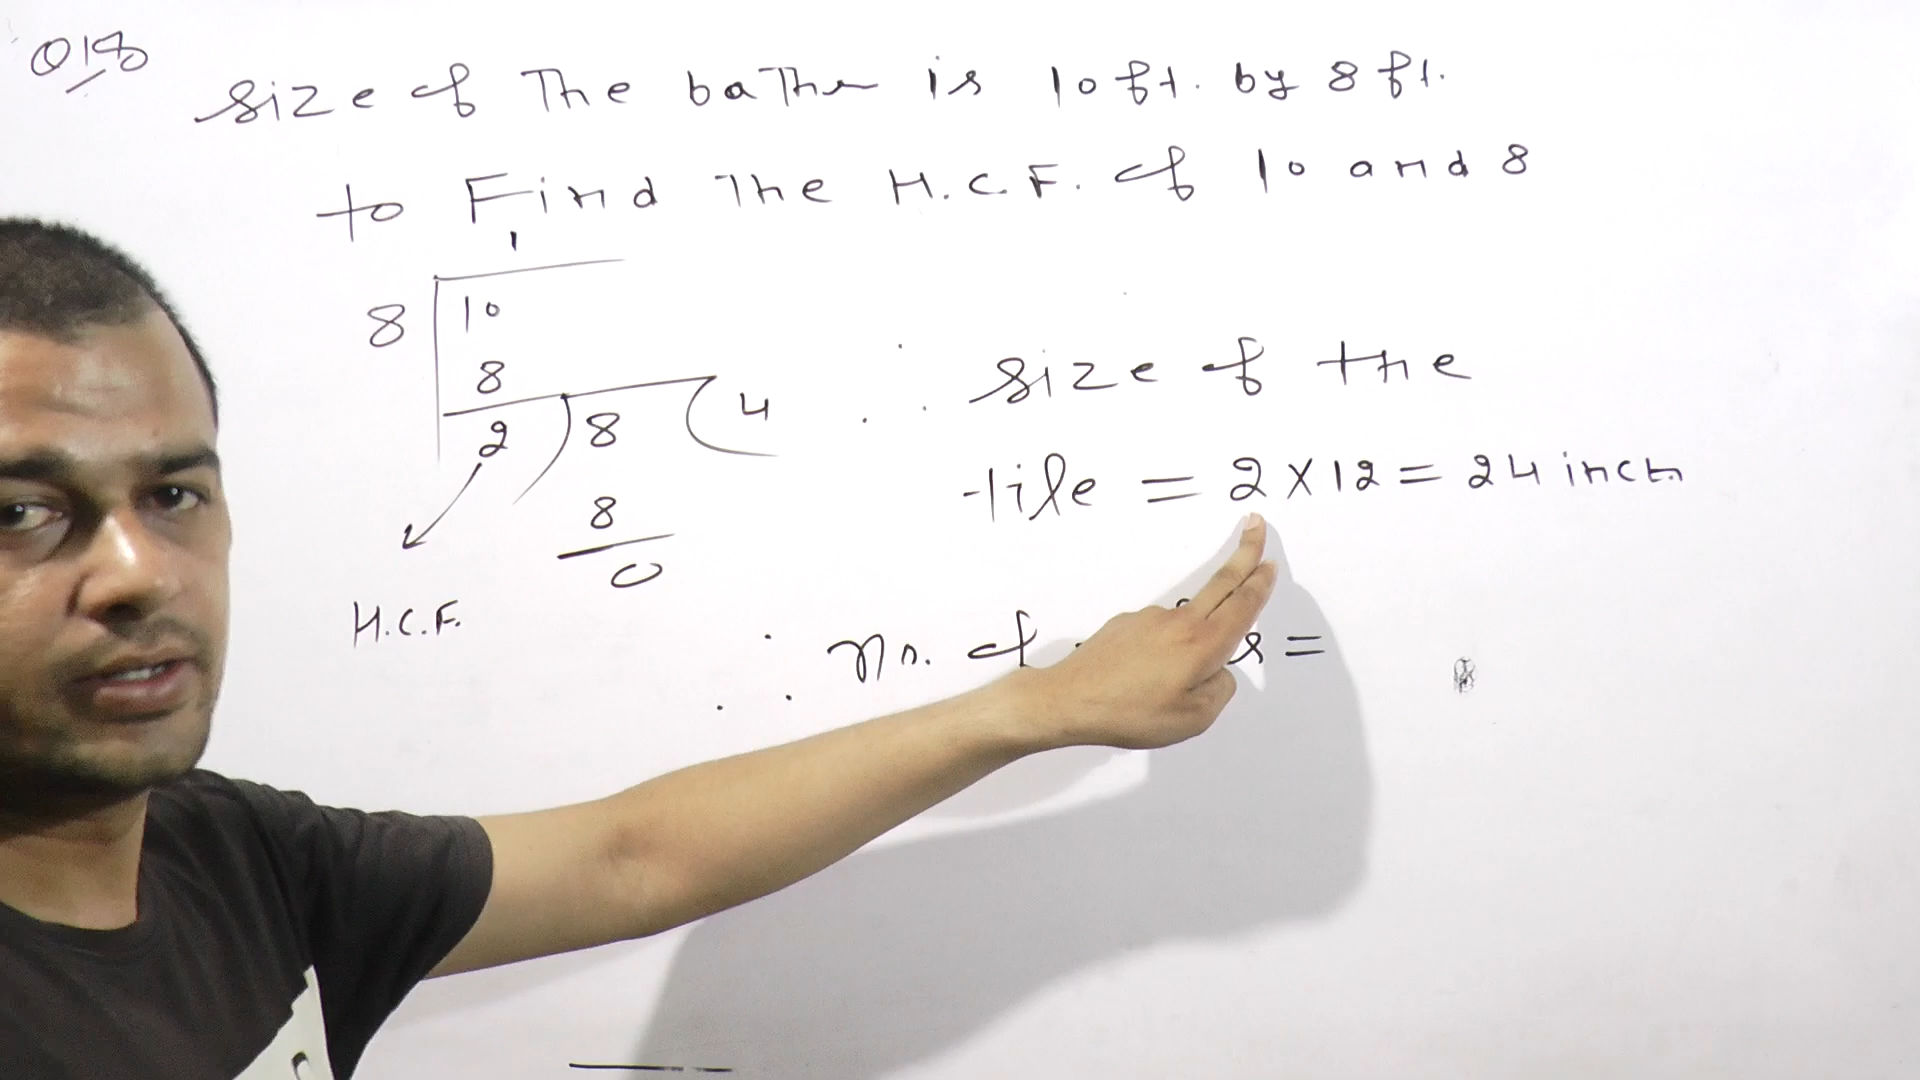 Q18
Size of The bathr is 10 ft. by 8 ft.
to Find The H.C.F. of 10 and 8
1
8 10
8
2 8 4
8
0
H.C.F.
∴ size of the
tile = 2 × 12 = 24 inch
∴ No. of =